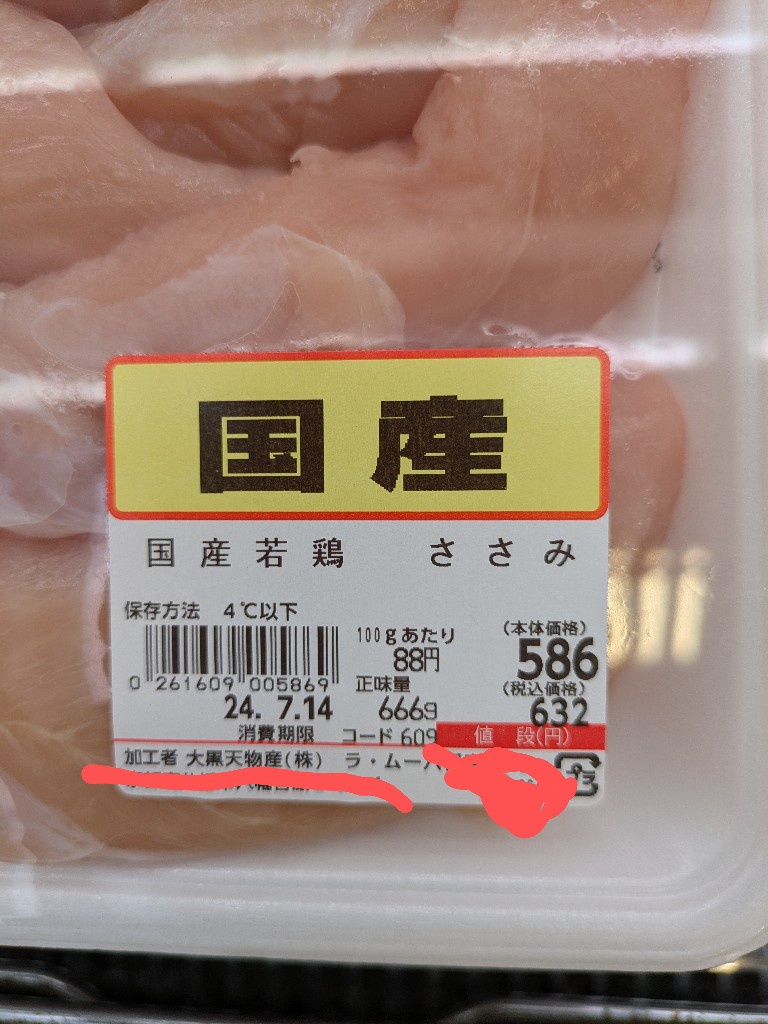 国産
国産若鶏 ささみ
保存方法 4℃以下
0 261609 005869
100gあたり
88円
(本体価格)
586
正味量
666g
(税込価格)
632
24. 7.14
消費期限
コード 609
値 段(円)
加工者 大黒天物産(株) ラ・ムー
プラ